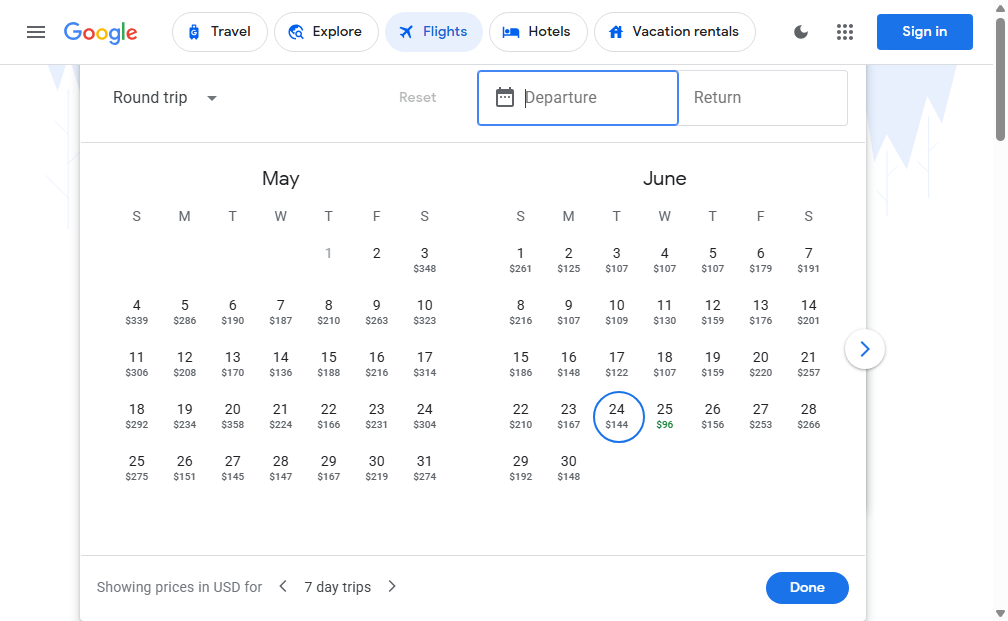 Google Travel Explore Flights Hotels Vacation rentals Sign in
Round trip Reset Departure Return
May June
S M T W T F S S M T W T F S
1 2 3 1 2 3 4 5 6 7
$348 $261 $125 $107 $107 $107 $179 $191
4 5 6 7 8 9 10 8 9 10 11 12 13 14
$339 $286 $190 $187 $210 $263 $323 $216 $107 $109 $130 $159 $176 $201
11 12 13 14 15 16 17 15 16 17 18 19 20 21
$306 $208 $170 $136 $188 $216 $314 $186 $148 $122 $107 $159 $220 $257
18 19 20 21 22 23 24 22 23 24 25 26 27 28
$292 $234 $358 $224 $166 $231 $304 $210 $167 $144 $96 $156 $253 $266
25 26 27 28 29 30 31 29 30
$275 $151 $145 $147 $167 $219 $274 $192 $148
Showing prices in USD for 7 day trips Done